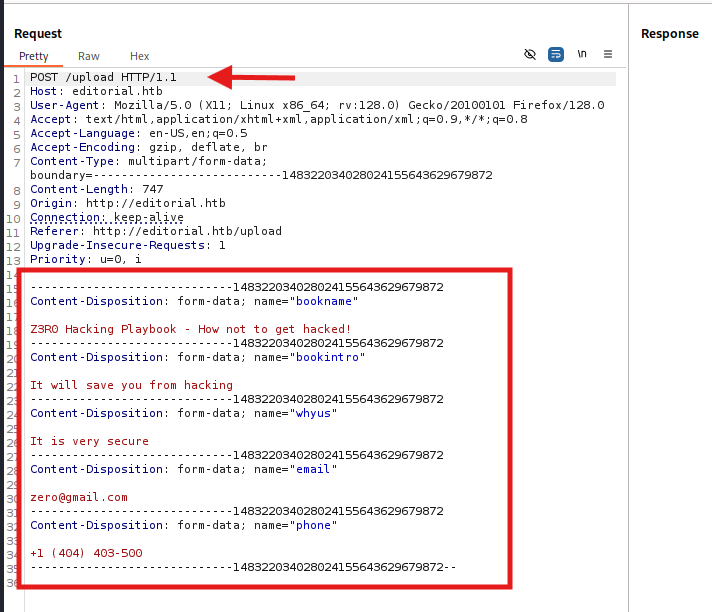 Request
Response
Pretty Raw Hex
\n
1 POST /upload HTTP/1.1
2 Host: editorial.htb
3 User-Agent: Mozilla/5.0 (X11; Linux x86_64; rv:128.0) Gecko/20100101 Firefox/128.0
4 Accept: text/html,application/xhtml+xml,application/xml;q=0.9,*/*;q=0.8
5 Accept-Language: en-US,en;q=0.5
6 Accept-Encoding: gzip, deflate, br
7 Content-Type: multipart/form-data;
boundary=---------------------------148322034028024155643629679872
8 Content-Length: 747
9 Origin: http://editorial.htb
10 Connection: keep-alive
11 Referer: http://editorial.htb/upload
12 Upgrade-Insecure-Requests: 1
13 Priority: u=0, i
14
15 -----------------------------148322034028024155643629679872
16 Content-Disposition: form-data; name="bookname"
17
18 Z3R0 Hacking Playbook - How not to get hacked!
19 -----------------------------148322034028024155643629679872
20 Content-Disposition: form-data; name="bookintro"
21
22 It will save you from hacking
23 -----------------------------148322034028024155643629679872
24 Content-Disposition: form-data; name="whyus"
25
26 It is very secure
27 -----------------------------148322034028024155643629679872
28 Content-Disposition: form-data; name="email"
29
30 zero@gmail.com
31 -----------------------------148322034028024155643629679872
32 Content-Disposition: form-data; name="phone"
33
34 +1 (404) 403-500
35 -----------------------------148322034028024155643629679872--
36